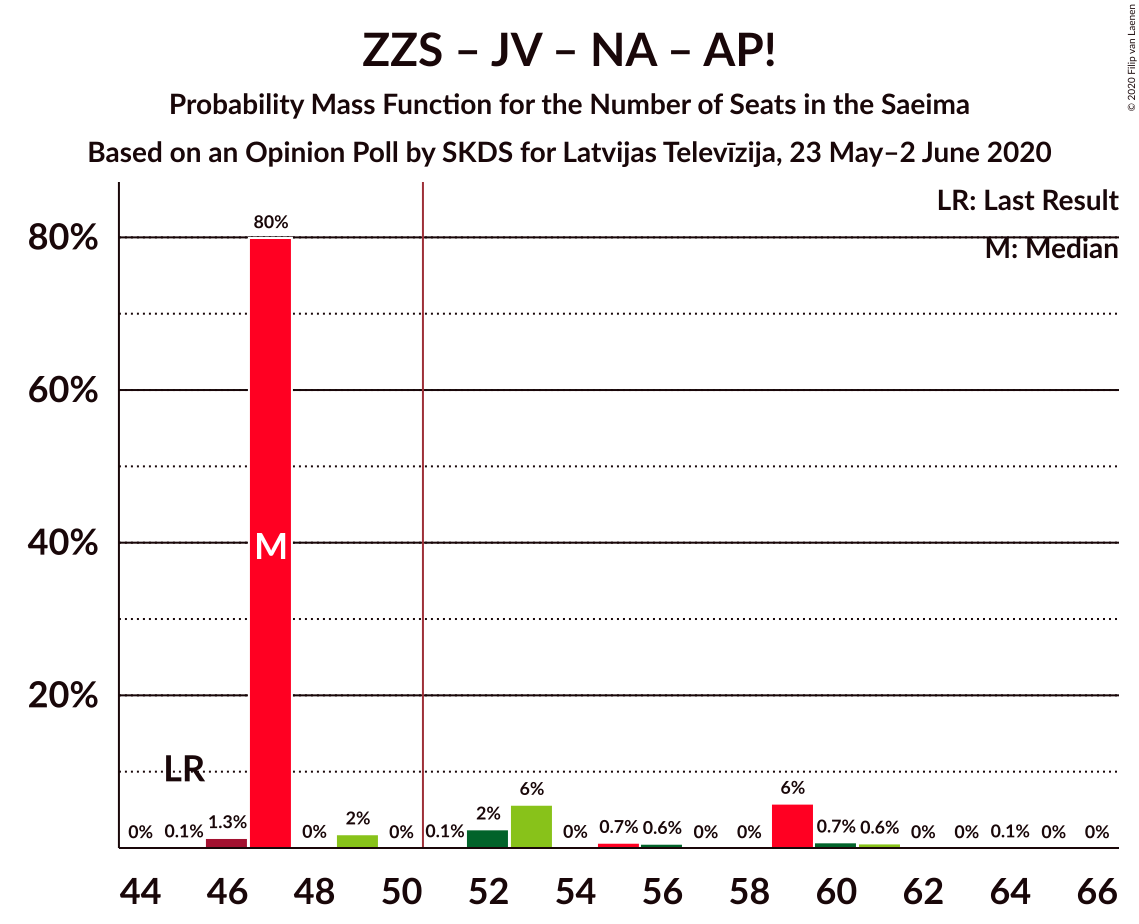 ZZS – JV – NA – AP!
Probability Mass Function for the Number of Seats in the Saeima
Based on an Opinion Poll by SKDS for Latvijas Televīzija, 23 May–2 June 2020
© 2020 Filip van Laenen
LR: Last Result
M: Median
80%
60%
40%
20%
LR
M
0% 0.1% 1.3% 80% 0% 2% 0% 0.1% 2% 6% 0% 0.7% 0.6% 0% 0% 6% 0.7% 0.6% 0% 0% 0.1% 0% 0%
44 46 48 50 52 54 56 58 60 62 64 66